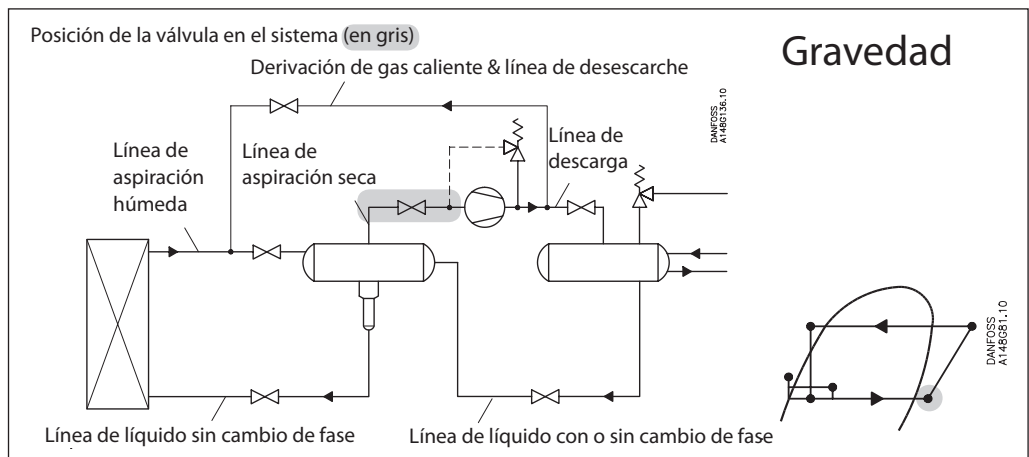 Posición de la válvula en el sistema (en gris)
Gravedad
Derivación de gas caliente & línea de desescarche
DANFOSS
A148G136.10
Línea de
aspiración
húmeda
Línea de
aspiración seca
Línea de
descarga
DANFOSS
A148G81.10
Línea de líquido sin cambio de fase
Línea de líquido con o sin cambio de fase